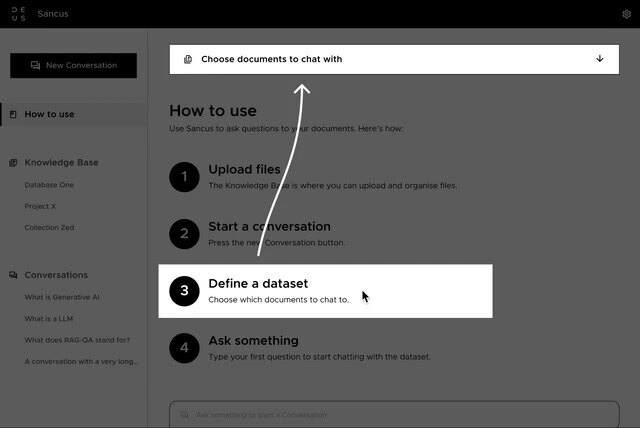 DE
US
Sancus
New Conversation
How to use
Knowledge Base
Database One
Project X
Collection Zed
Conversations
What is Generative AI
What is a LLM
What does RAG-QA stand for?
A conversation with a very long...
Choose documents to chat with
How to use
Use Sancus to ask questions to your documents. Here's how:
1
Upload files
The Knowledge Base is where you can upload and organise files.
2
Start a conversation
Press the new Conversation button.
3
Define a dataset
Choose which documents to chat to.
4
Ask something
Type your first question to start chatting with the dataset.
Ask something to start a Conversation